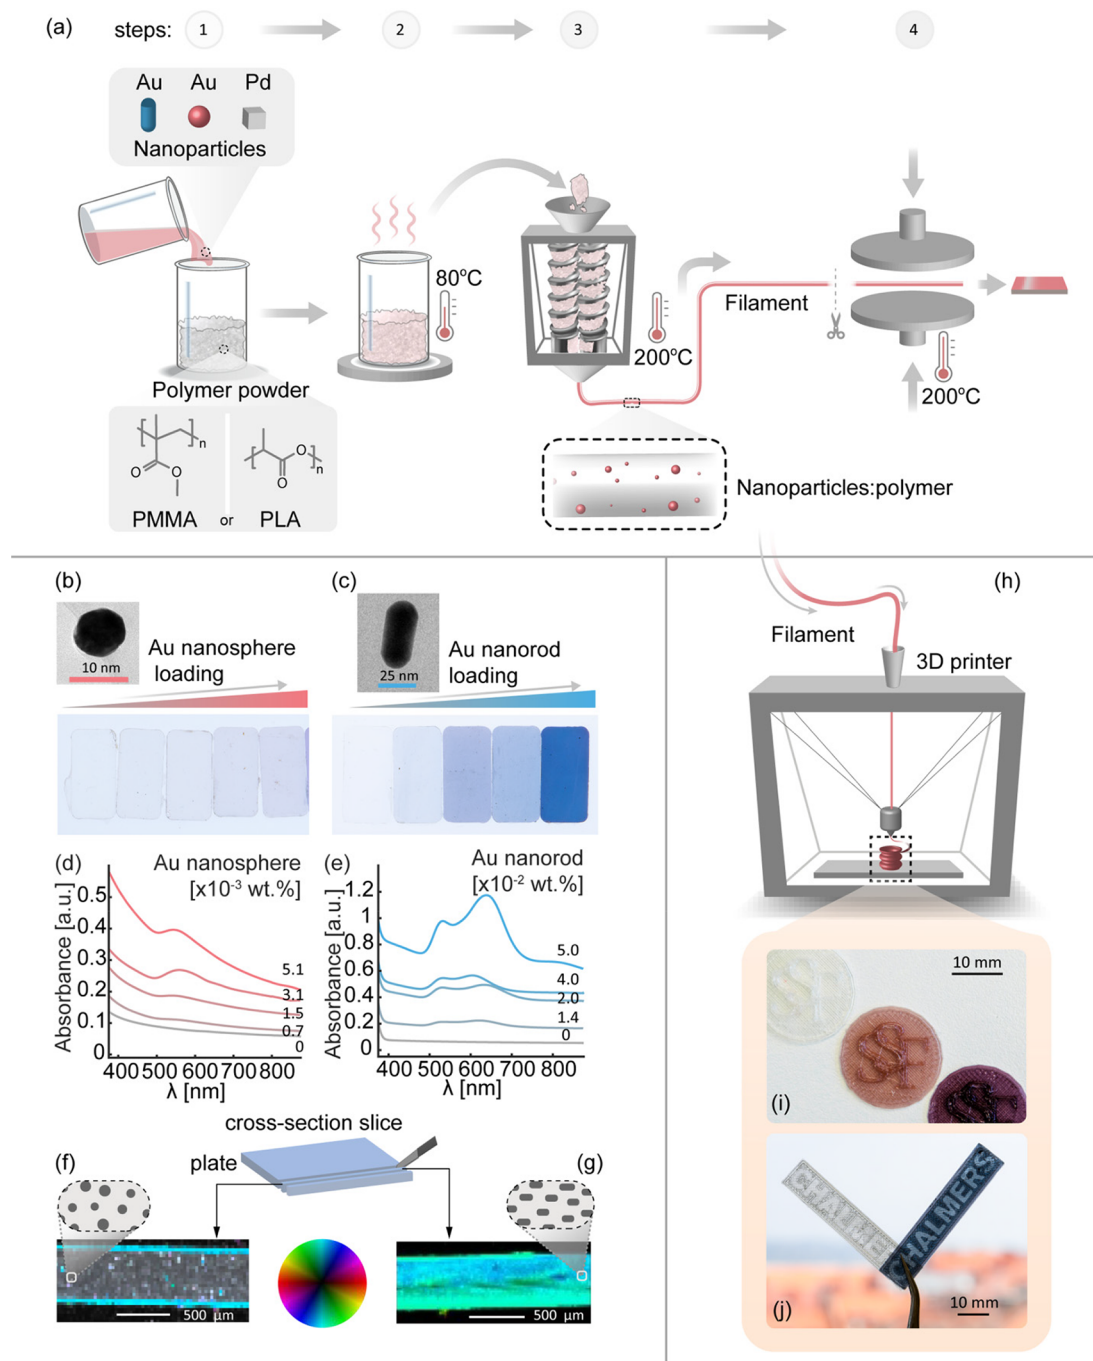 (a) steps: 1 2 3 4
Au Au Pd
Nanoparticles
80°C
200°C
Filament
200°C
Polymer powder
n
O
O
PMMA
or
O
n
O
PLA
Nanoparticles:polymer
(b)
10 nm
Au nanosphere
loading
(c)
25 nm
Au nanorod
loading
(d)
Au nanosphere
[x10-3 wt.%]
Absorbance [a.u.]
0.5
0.4
0.3
0.2
0.1
0
5.1
3.1
1.5
0.7
0
400 500 600 700 800
λ [nm]
(e)
Au nanorod
[x10-2 wt.%]
Absorbance [a.u.]
1.2
1
0.8
0.6
0.4
0.2
0
5.0
4.0
2.0
1.4
0
400 500 600 700 800
λ [nm]
cross-section slice
plate
(f)
500 µm
(g)
500 µm
(h)
Filament
3D printer
10 mm
SSF
SSF
(i)
CHALMERS
(j)
10 mm